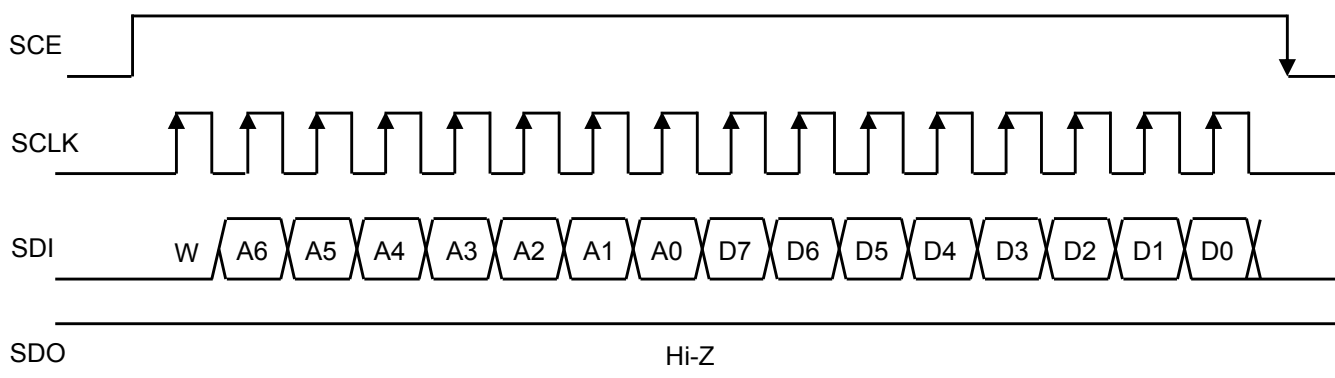 SCE
SCLK
SDI W A6 A5 A4 A3 A2 A1 A0 D7 D6 D5 D4 D3 D2 D1 D0
SDO Hi-Z